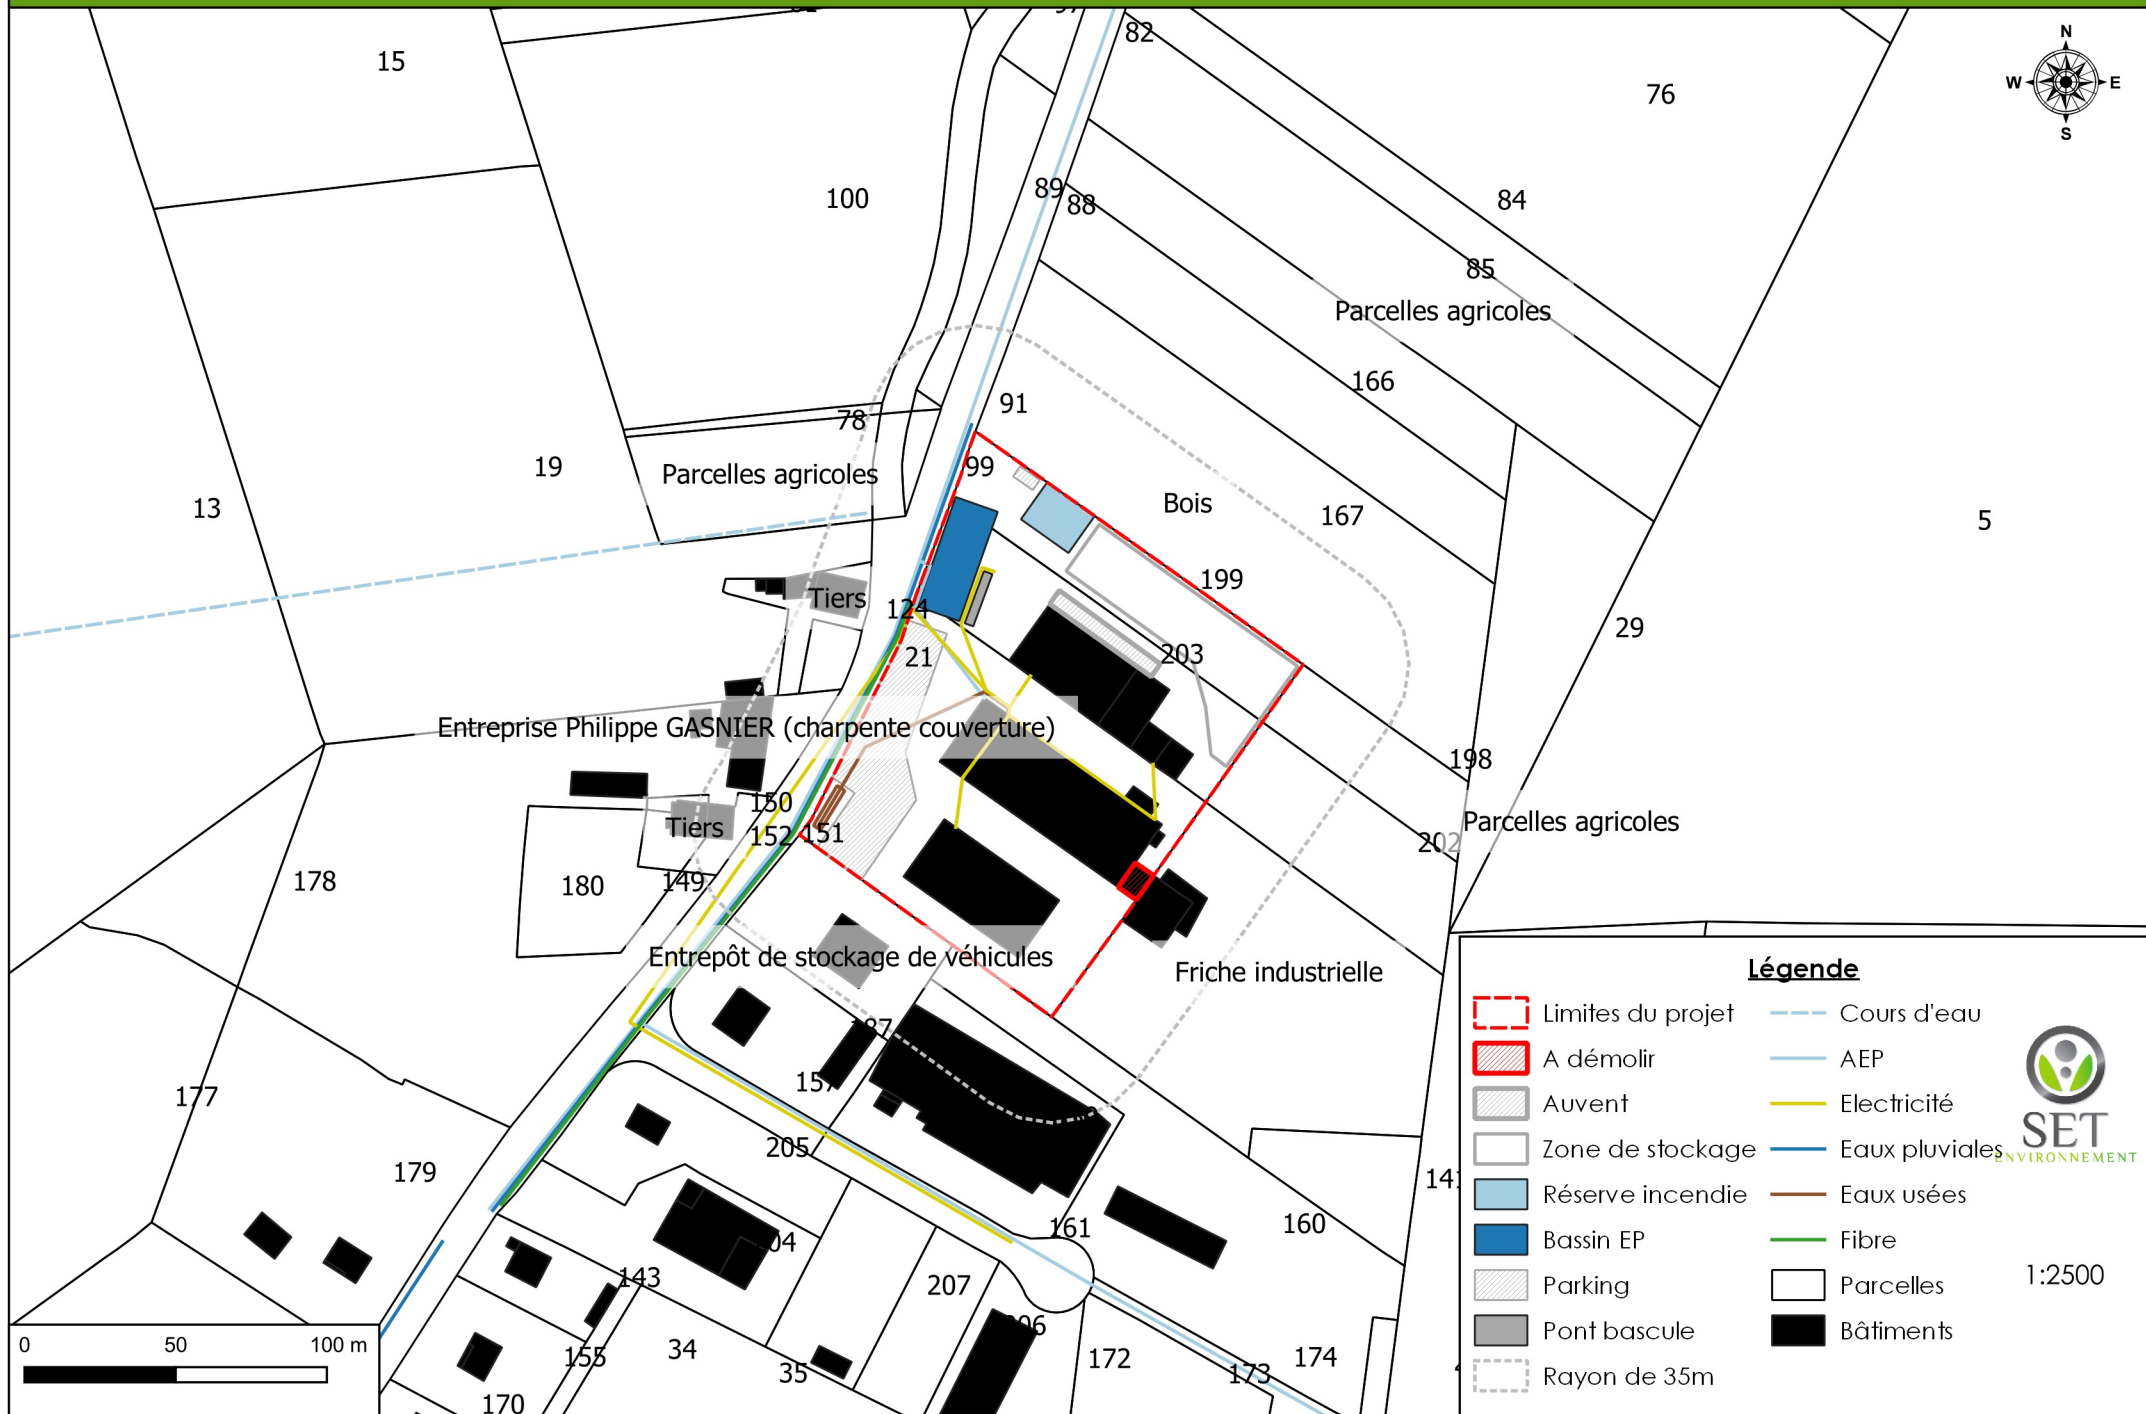 15
82
76
N
W
E
S
100
89
88
84
85
Parcelles agricoles
166
91
78
19
Parcelles agricoles
99
13
Bois
167
5
199
Tiers
124
29
21
203
Entreprise Philippe GASNIER (charpente couverture)
198
150
Tiers
152
151
Parcelles agricoles
202
178
180
149
Entrepôt de stockage de véhicules
Friche industrielle
157
177
205
179
161
160
143
207
155
34
35
172
173
174
170
Légende
Limites du projet
A démolir
Auvent
Zone de stockage
Réserve incendie
Bassin EP
Parking
Pont bascule
Rayon de 35m
Cours d'eau
AEP
Electricité
Eaux pluviales
Eaux usées
Fibre
Parcelles
Bâtiments
SET
ENVIRONNEMENT
1:2500
0 50 100 m